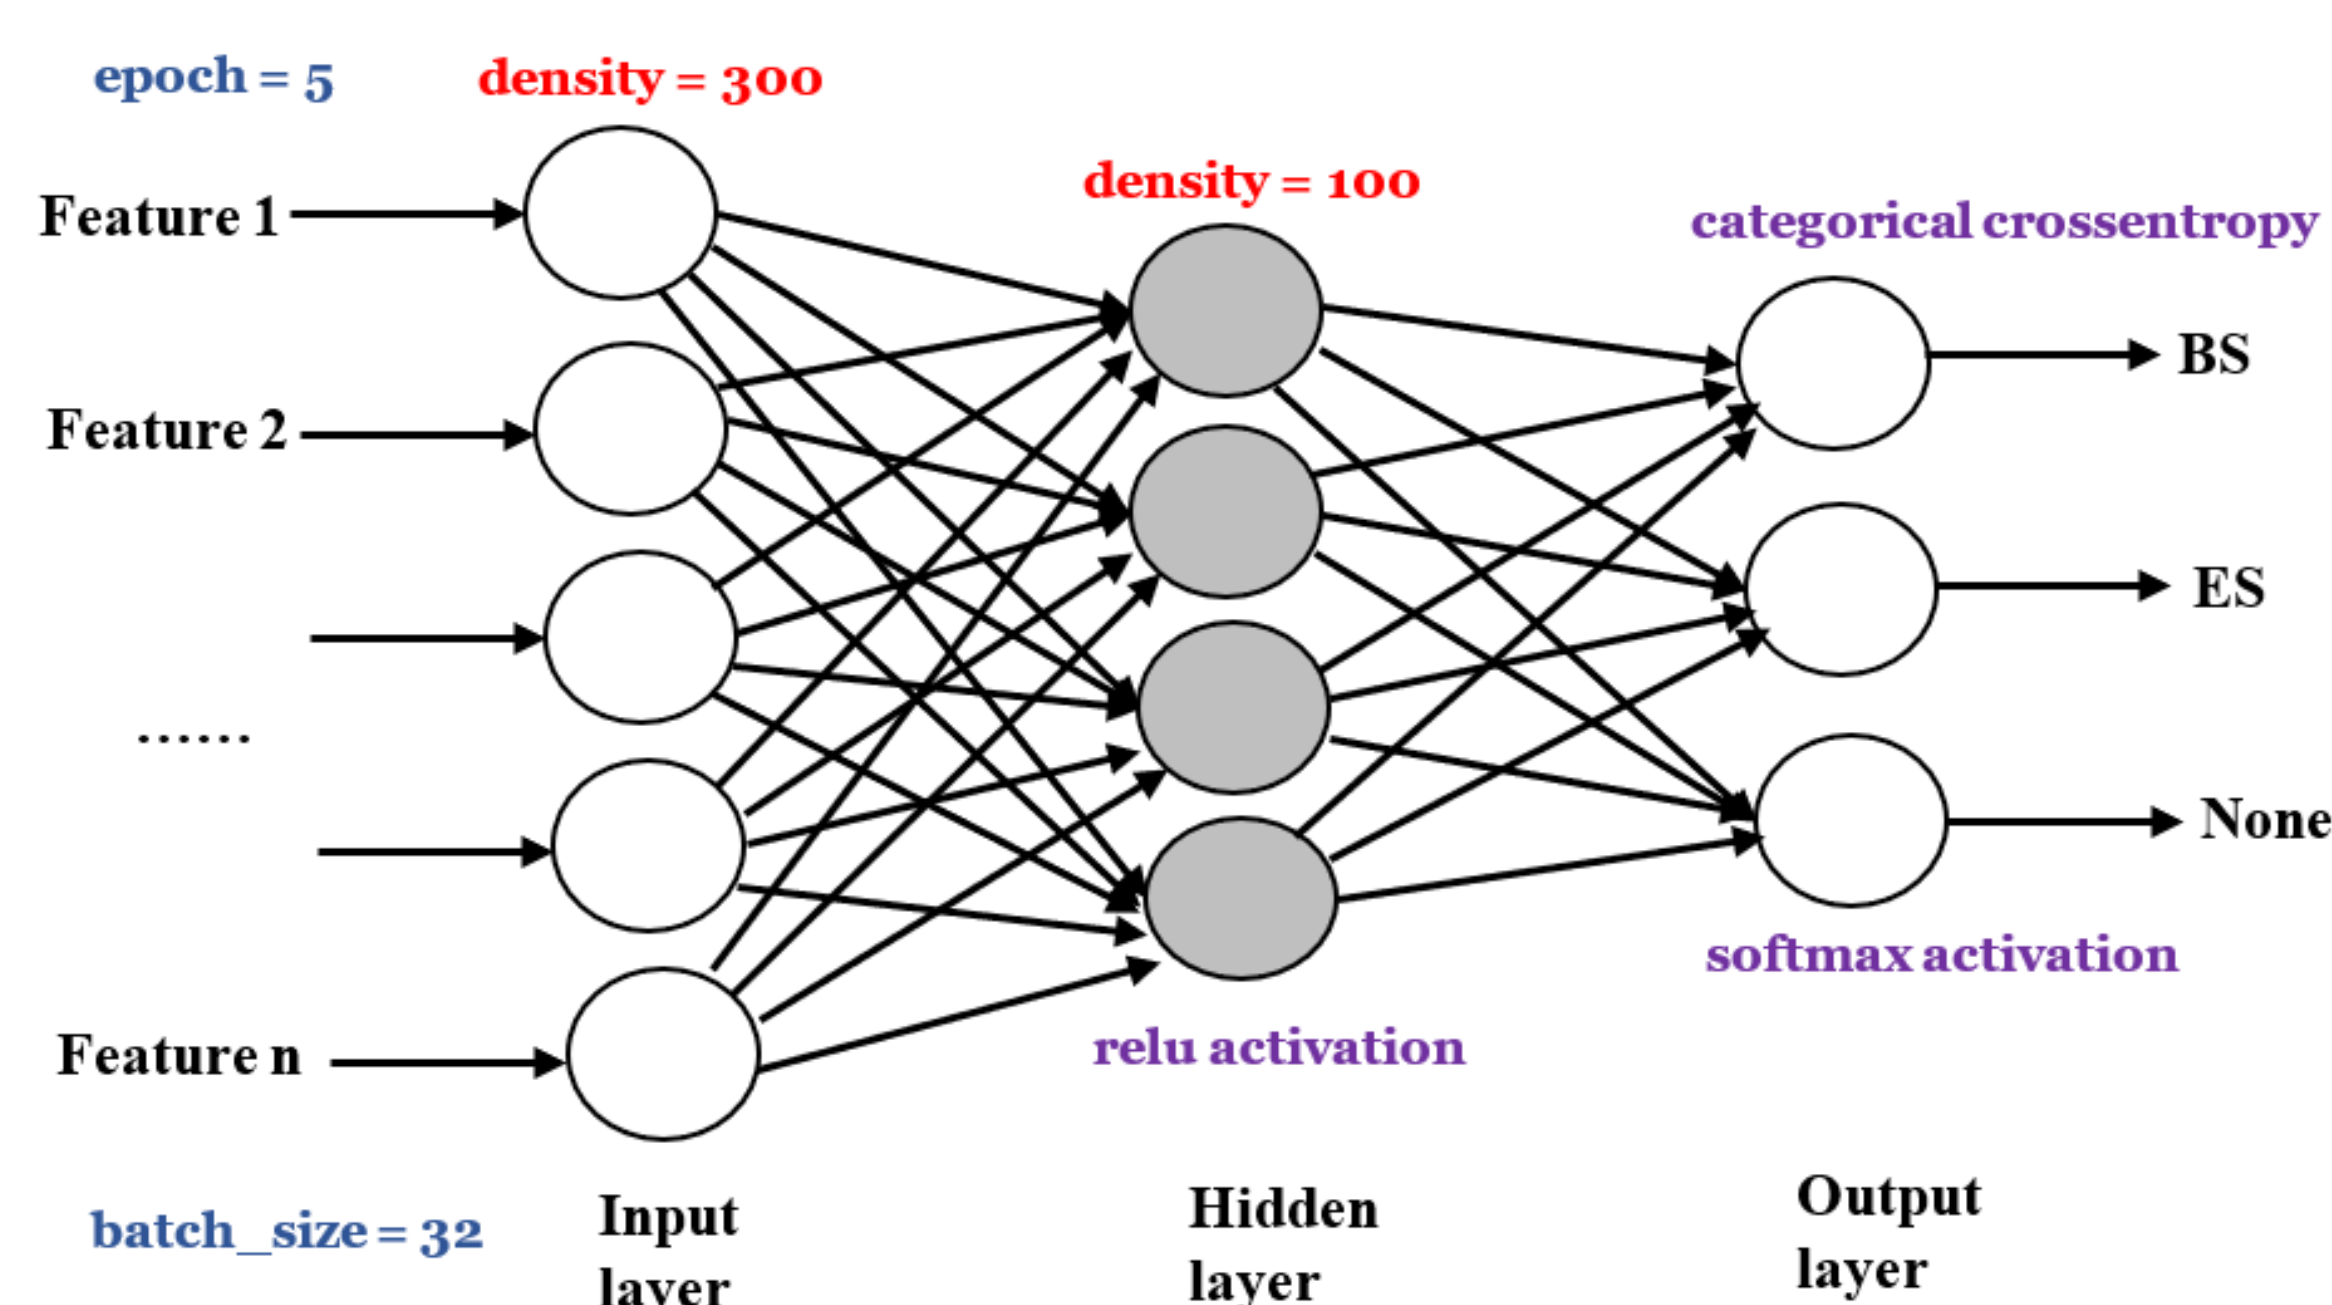 epoch = 5
density = 300
density = 100
categorical crossentropy
Feature 1
BS
Feature 2
ES
......
None
softmax activation
Feature n
relu activation
batch_size = 32
Input
layer
Hidden
layer
Output
layer